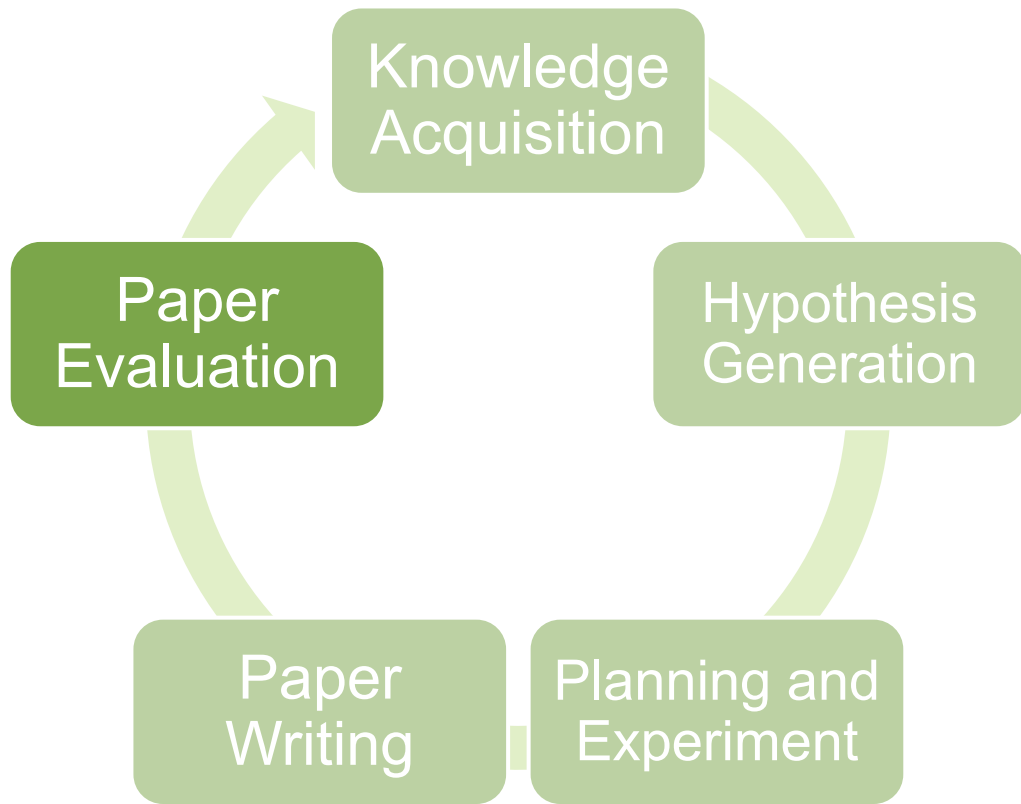 Knowledge
Acquisition
Hypothesis
Generation
Planning and
Experiment
Paper
Writing
Paper
Evaluation